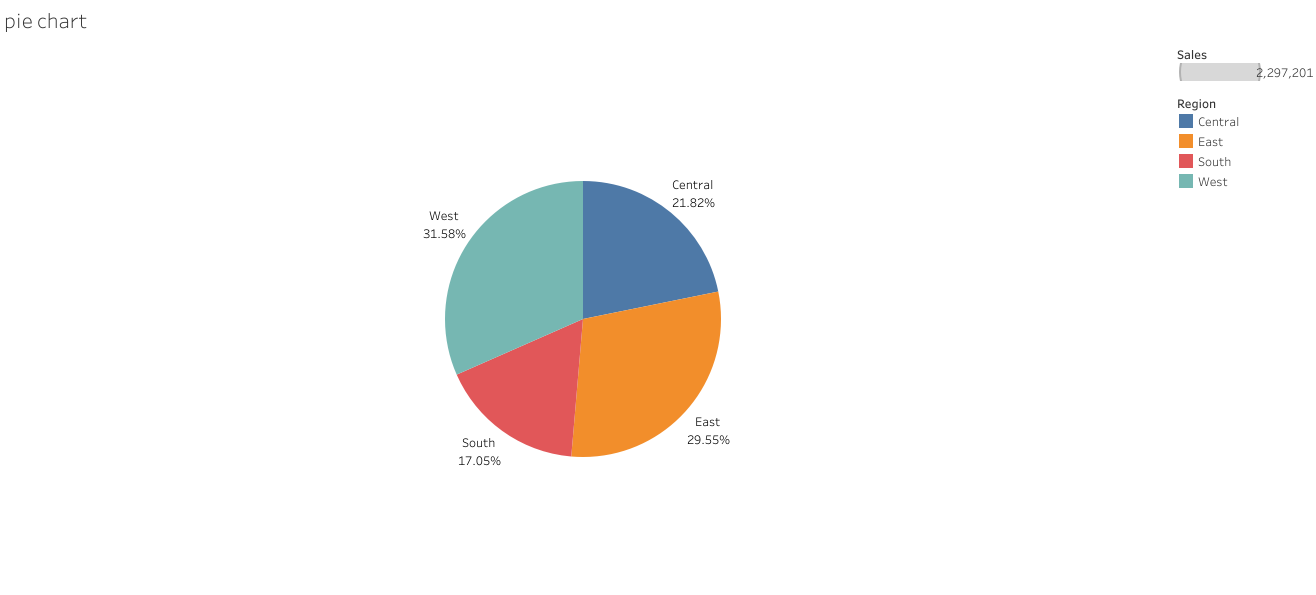 pie chart
Sales
2,297,201
Region
Central
East
South
West
Central
21.82%
West
31.58%
East
29.55%
South
17.05%